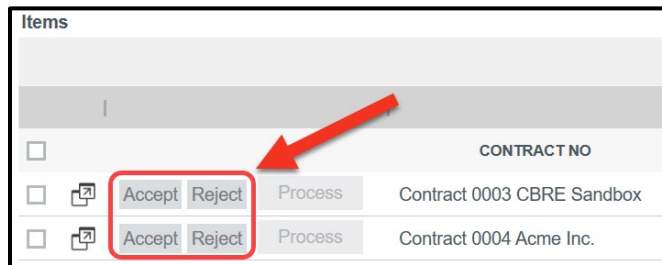 Items
CONTRACT NO
Accept Reject Process Contract 0003 CBRE Sandbox
Accept Reject Process Contract 0004 Acme Inc.